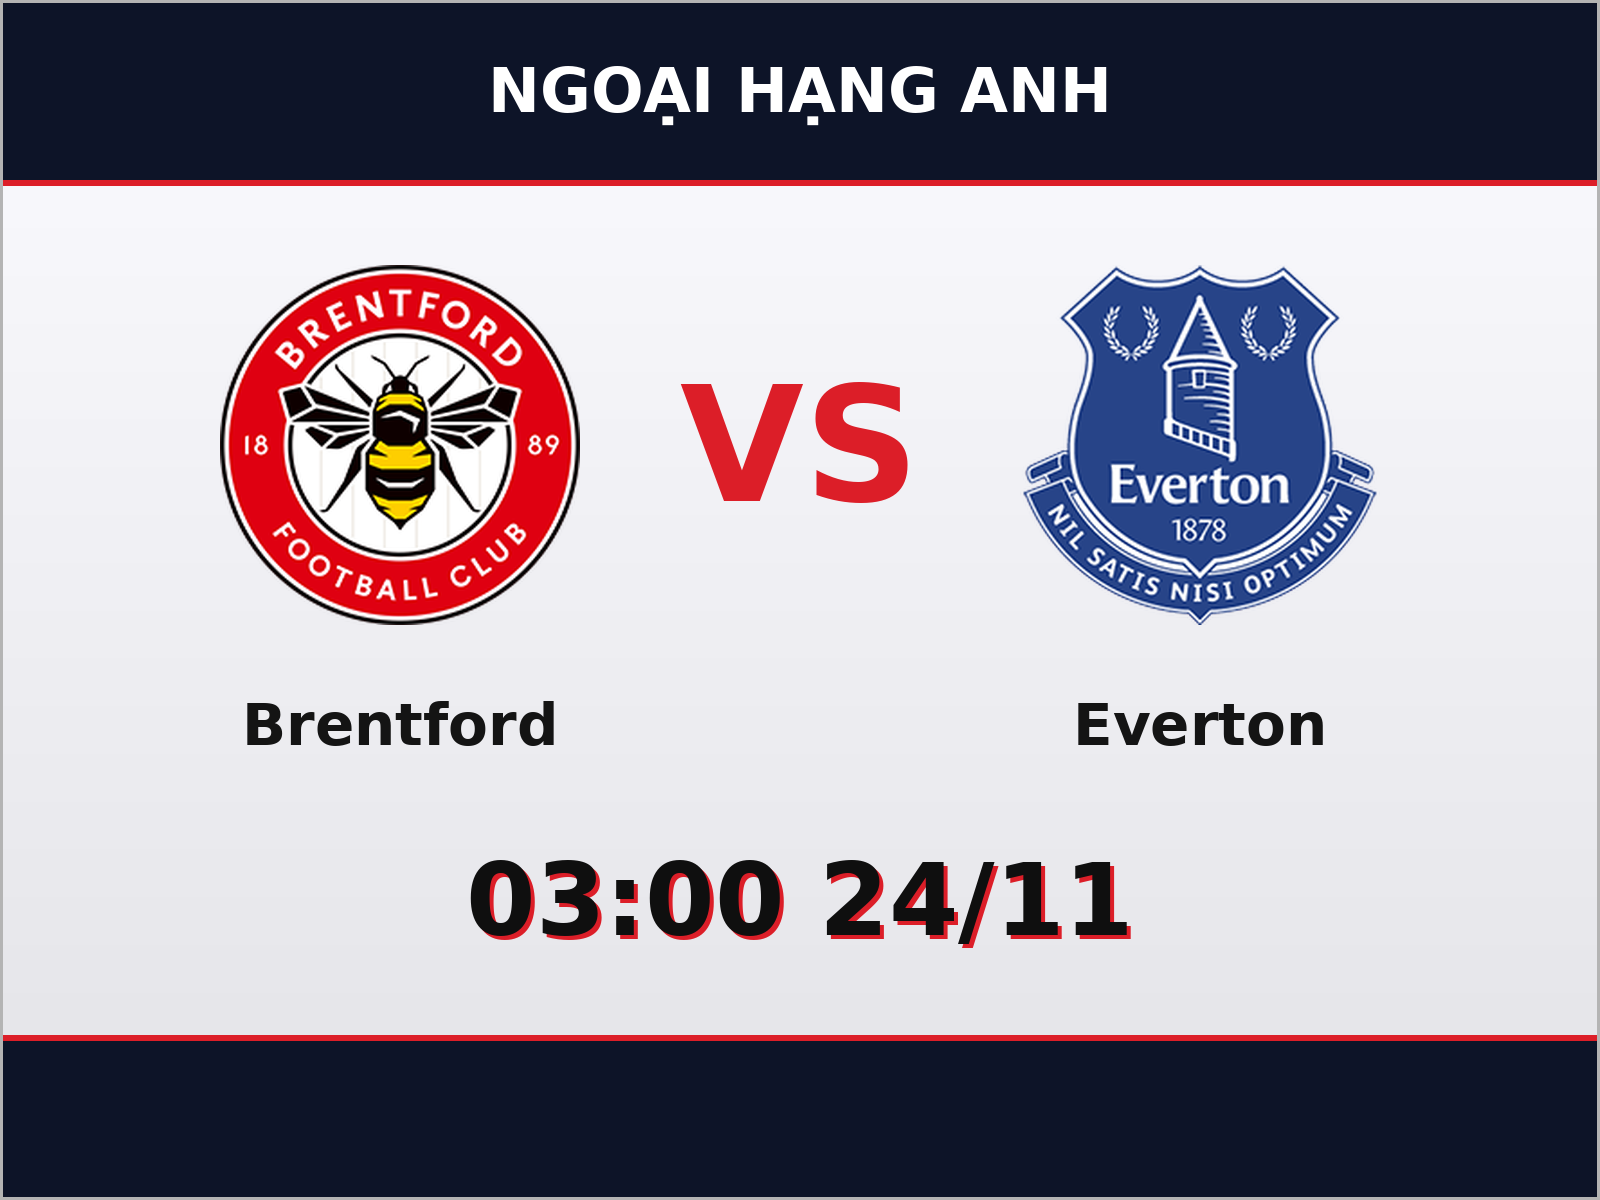 NGOẠI HẠNG ANH
BRENTFORD
18 89
FOOTBALL CLUB
VS
Everton
1878
NIL SATIS NISI OPTIMUM
Brentford
Everton
03:00 24/11